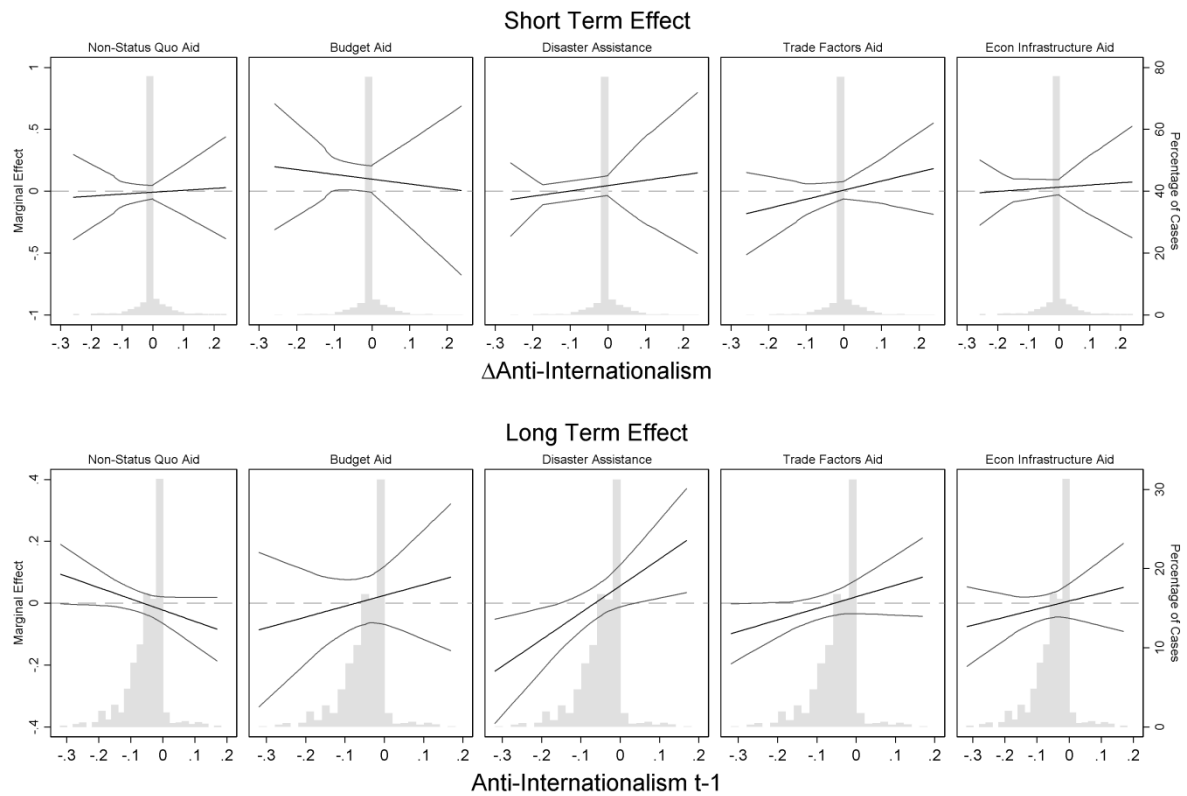 Short Term Effect
Non-Status Quo Aid Budget Aid Disaster Assistance Trade Factors Aid Econ Infrastructure Aid
Marginal Effect
1
.5
0
-.5
-1
80
60
40
20
0
Percentage of Cases
-.3 -.2 -.1 0 .1 .2 -.3 -.2 -.1 0 .1 .2 -.3 -.2 -.1 0 .1 .2 -.3 -.2 -.1 0 .1 .2 -.3 -.2 -.1 0 .1 .2
ΔAnti-Internationalism
Long Term Effect
Non-Status Quo Aid Budget Aid Disaster Assistance Trade Factors Aid Econ Infrastructure Aid
Marginal Effect
.4
.2
0
-.2
-.4
30
20
10
0
Percentage of Cases
-.3 -.2 -.1 0 .1 .2 -.3 -.2 -.1 0 .1 .2 -.3 -.2 -.1 0 .1 .2 -.3 -.2 -.1 0 .1 .2 -.3 -.2 -.1 0 .1 .2
Anti-Internationalism t-1